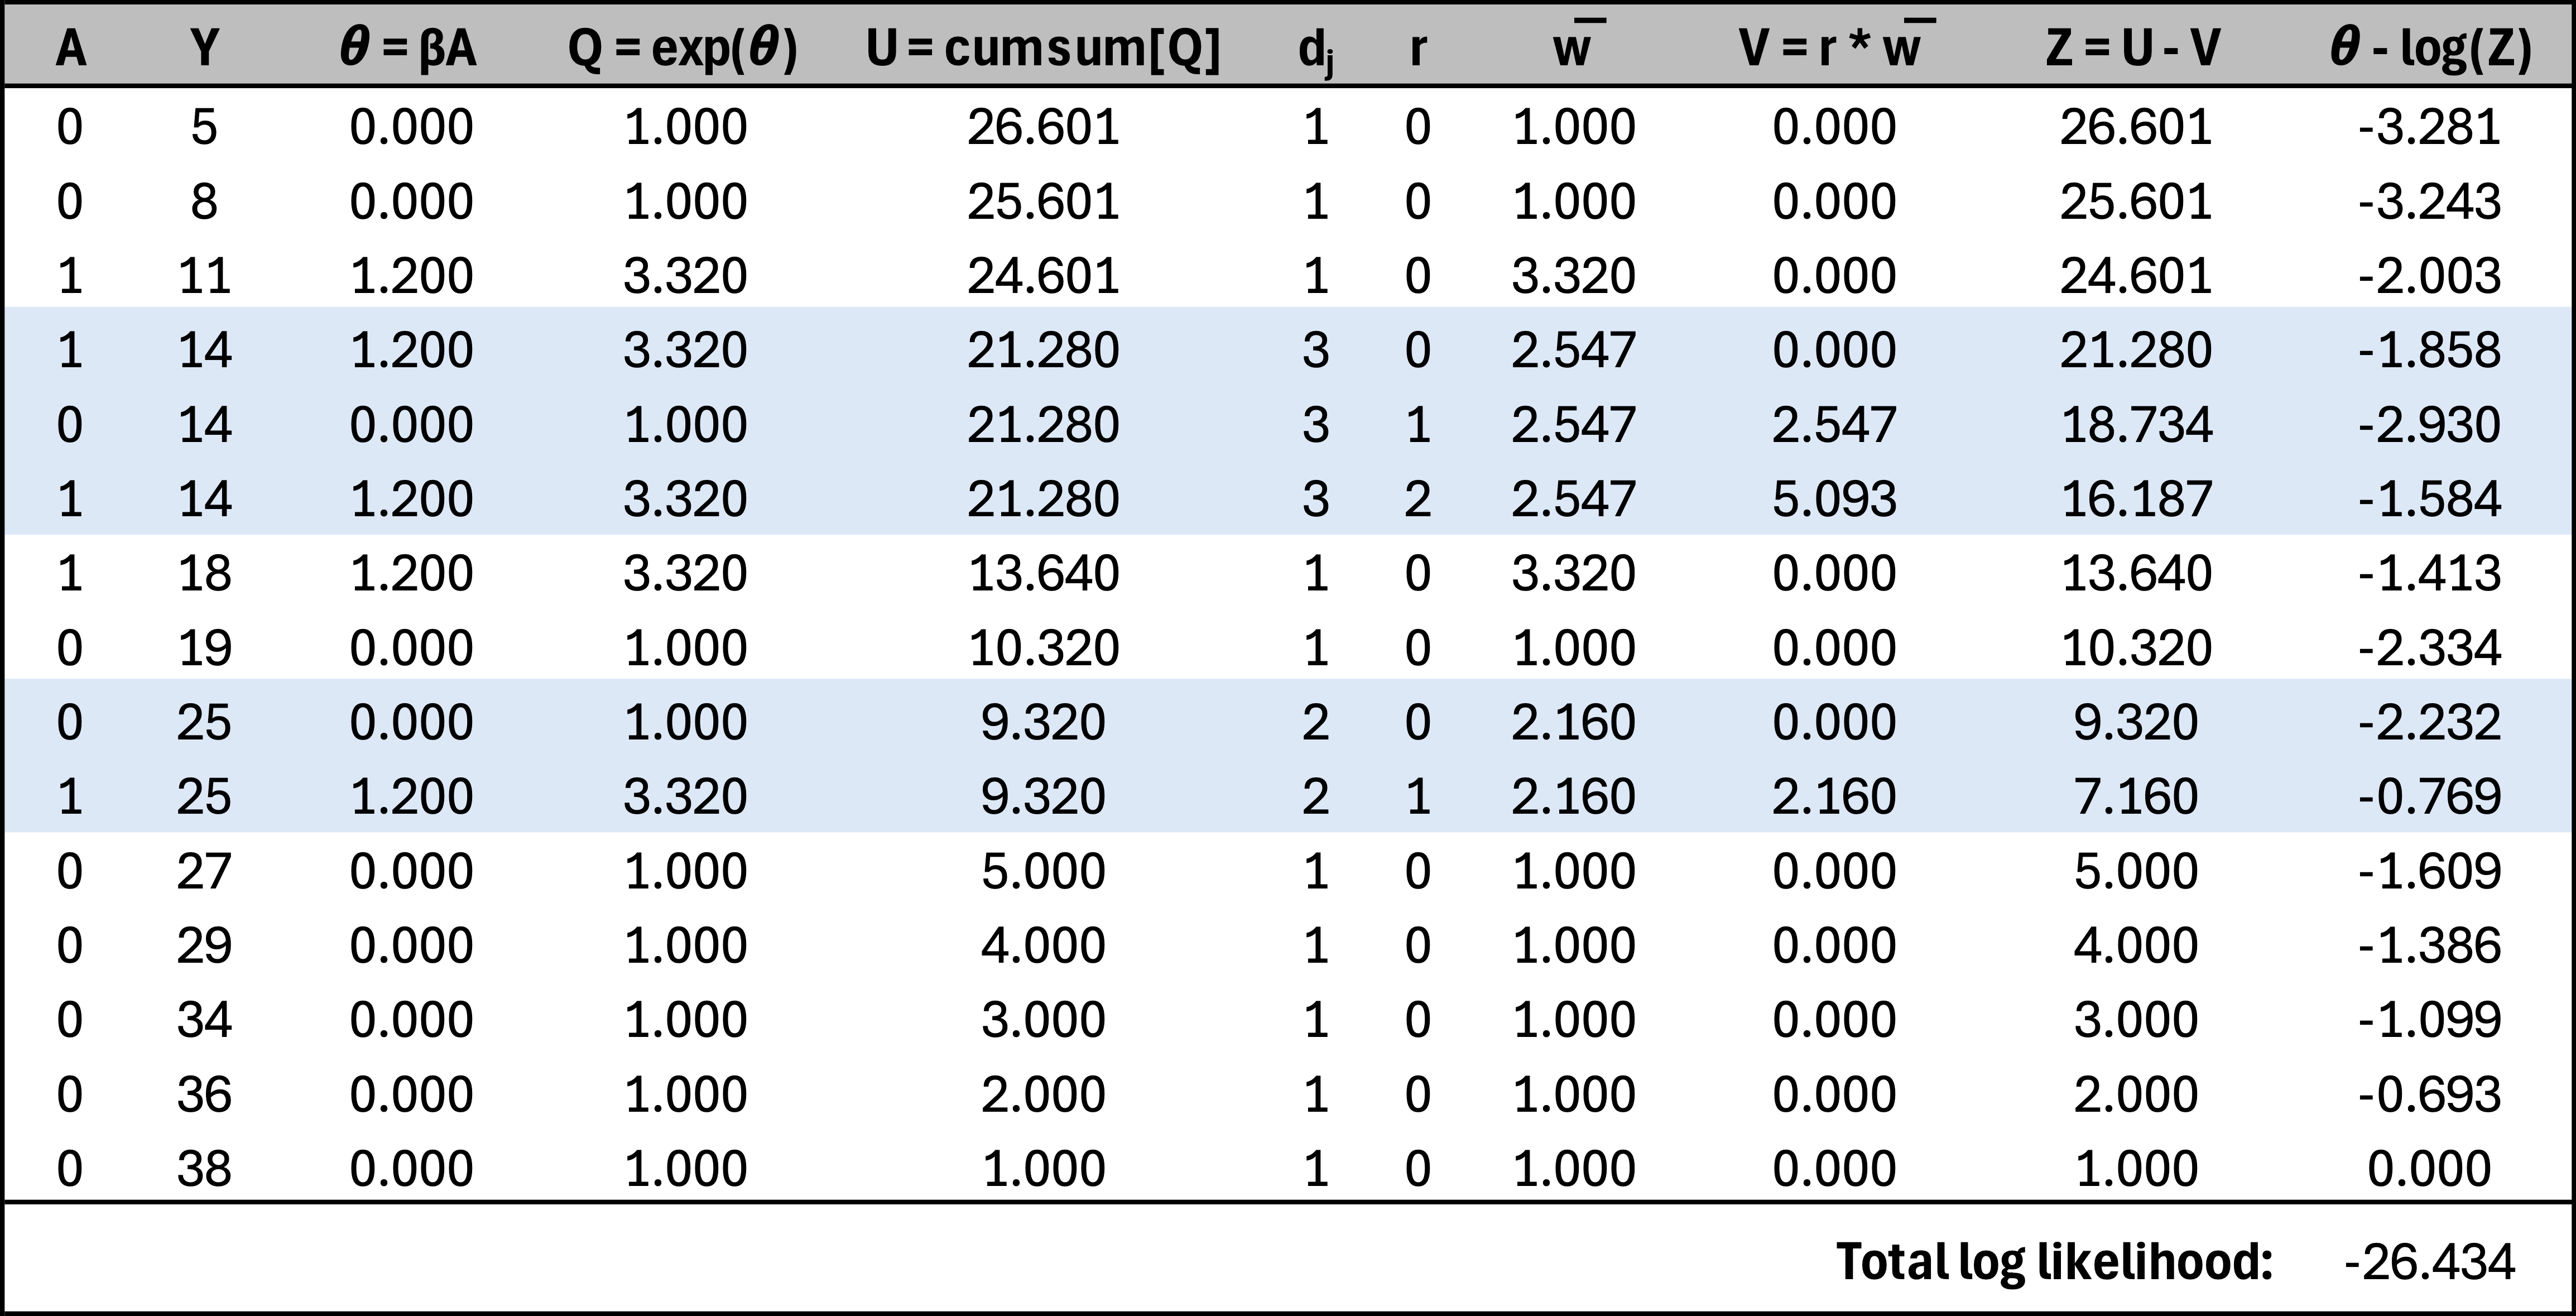 A Y θ = βA Q = exp(θ) U = cumsum[Q] dj r w̅ V = r * w̅ Z = U - V θ - log(Z)
0 5 0.000 1.000 26.601 1 0 1.000 0.000 26.601 -3.281
0 8 0.000 1.000 25.601 1 0 1.000 0.000 25.601 -3.243
1 11 1.200 3.320 24.601 1 0 3.320 0.000 24.601 -2.003
1 14 1.200 3.320 21.280 3 0 2.547 0.000 21.280 -1.858
0 14 0.000 1.000 21.280 3 1 2.547 2.547 18.734 -2.930
1 14 1.200 3.320 21.280 3 2 2.547 5.093 16.187 -1.584
1 18 1.200 3.320 13.640 1 0 3.320 0.000 13.640 -1.413
0 19 0.000 1.000 10.320 1 0 1.000 0.000 10.320 -2.334
0 25 0.000 1.000 9.320 2 0 2.160 0.000 9.320 -2.232
1 25 1.200 3.320 9.320 2 1 2.160 2.160 7.160 -0.769
0 27 0.000 1.000 5.000 1 0 1.000 0.000 5.000 -1.609
0 29 0.000 1.000 4.000 1 0 1.000 0.000 4.000 -1.386
0 34 0.000 1.000 3.000 1 0 1.000 0.000 3.000 -1.099
0 36 0.000 1.000 2.000 1 0 1.000 0.000 2.000 -0.693
0 38 0.000 1.000 1.000 1 0 1.000 0.000 1.000 0.000
Total log likelihood: -26.434